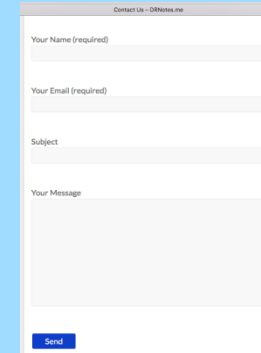 Contact Us – DRNotes.me
Your Name (required)
Your Email (required)
Subject
Your Message
Send